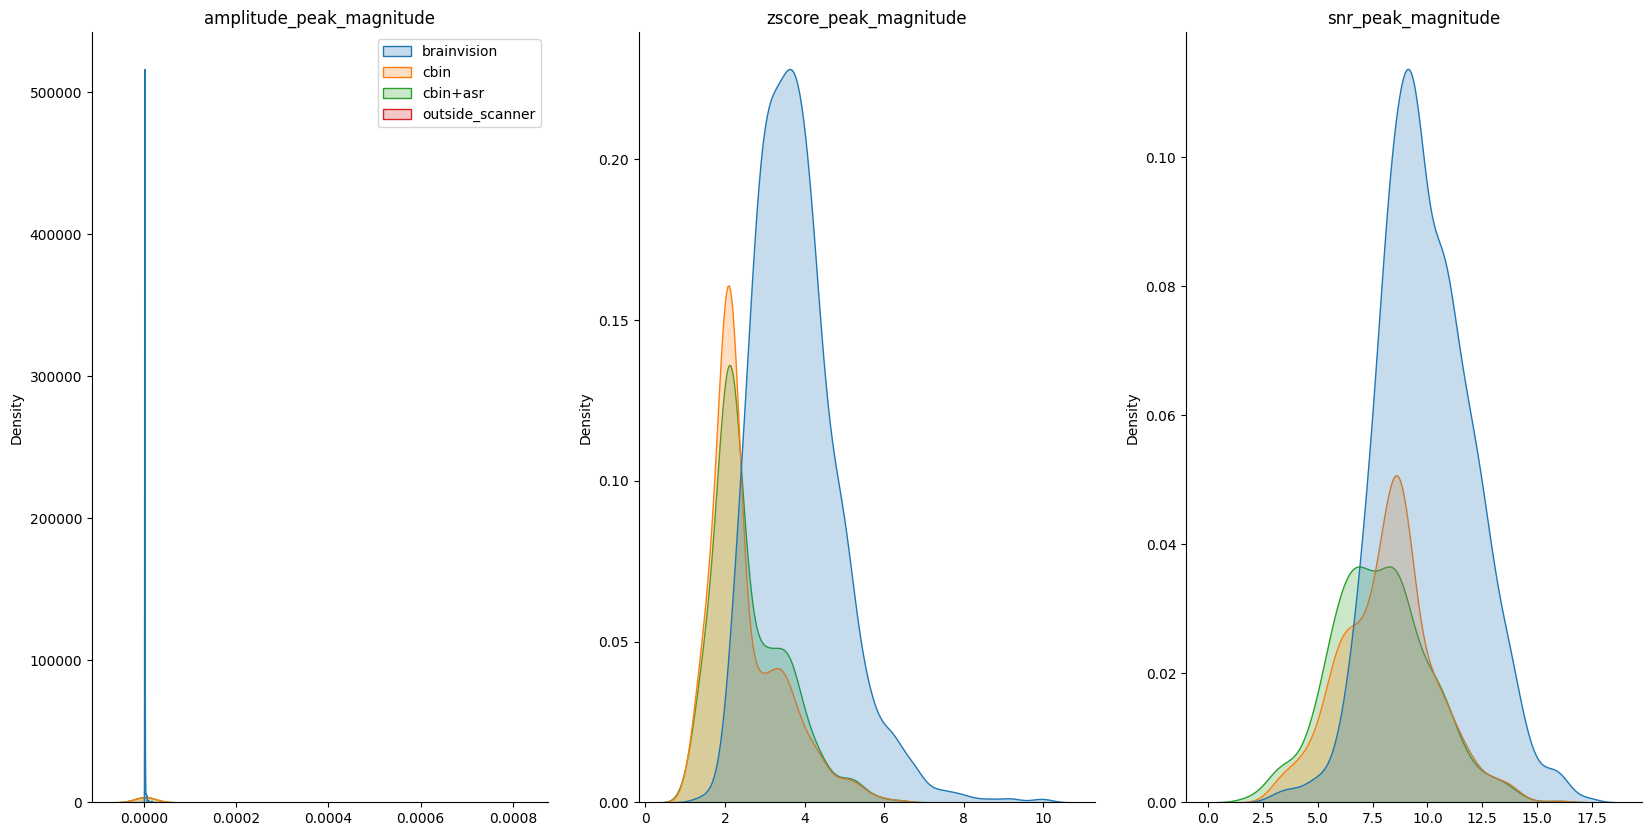 amplitude_peak_magnitude
Density
500000
400000
300000
200000
100000
0
0.0000 0.0002 0.0004 0.0006 0.0008
brainvision
cbin
cbin+asr
outside_scanner
zscore_peak_magnitude
Density
0.20
0.15
0.10
0.05
0.00
0 2 4 6 8 10
snr_peak_magnitude
Density
0.10
0.08
0.06
0.04
0.02
0.00
0.0 2.5 5.0 7.5 10.0 12.5 15.0 17.5